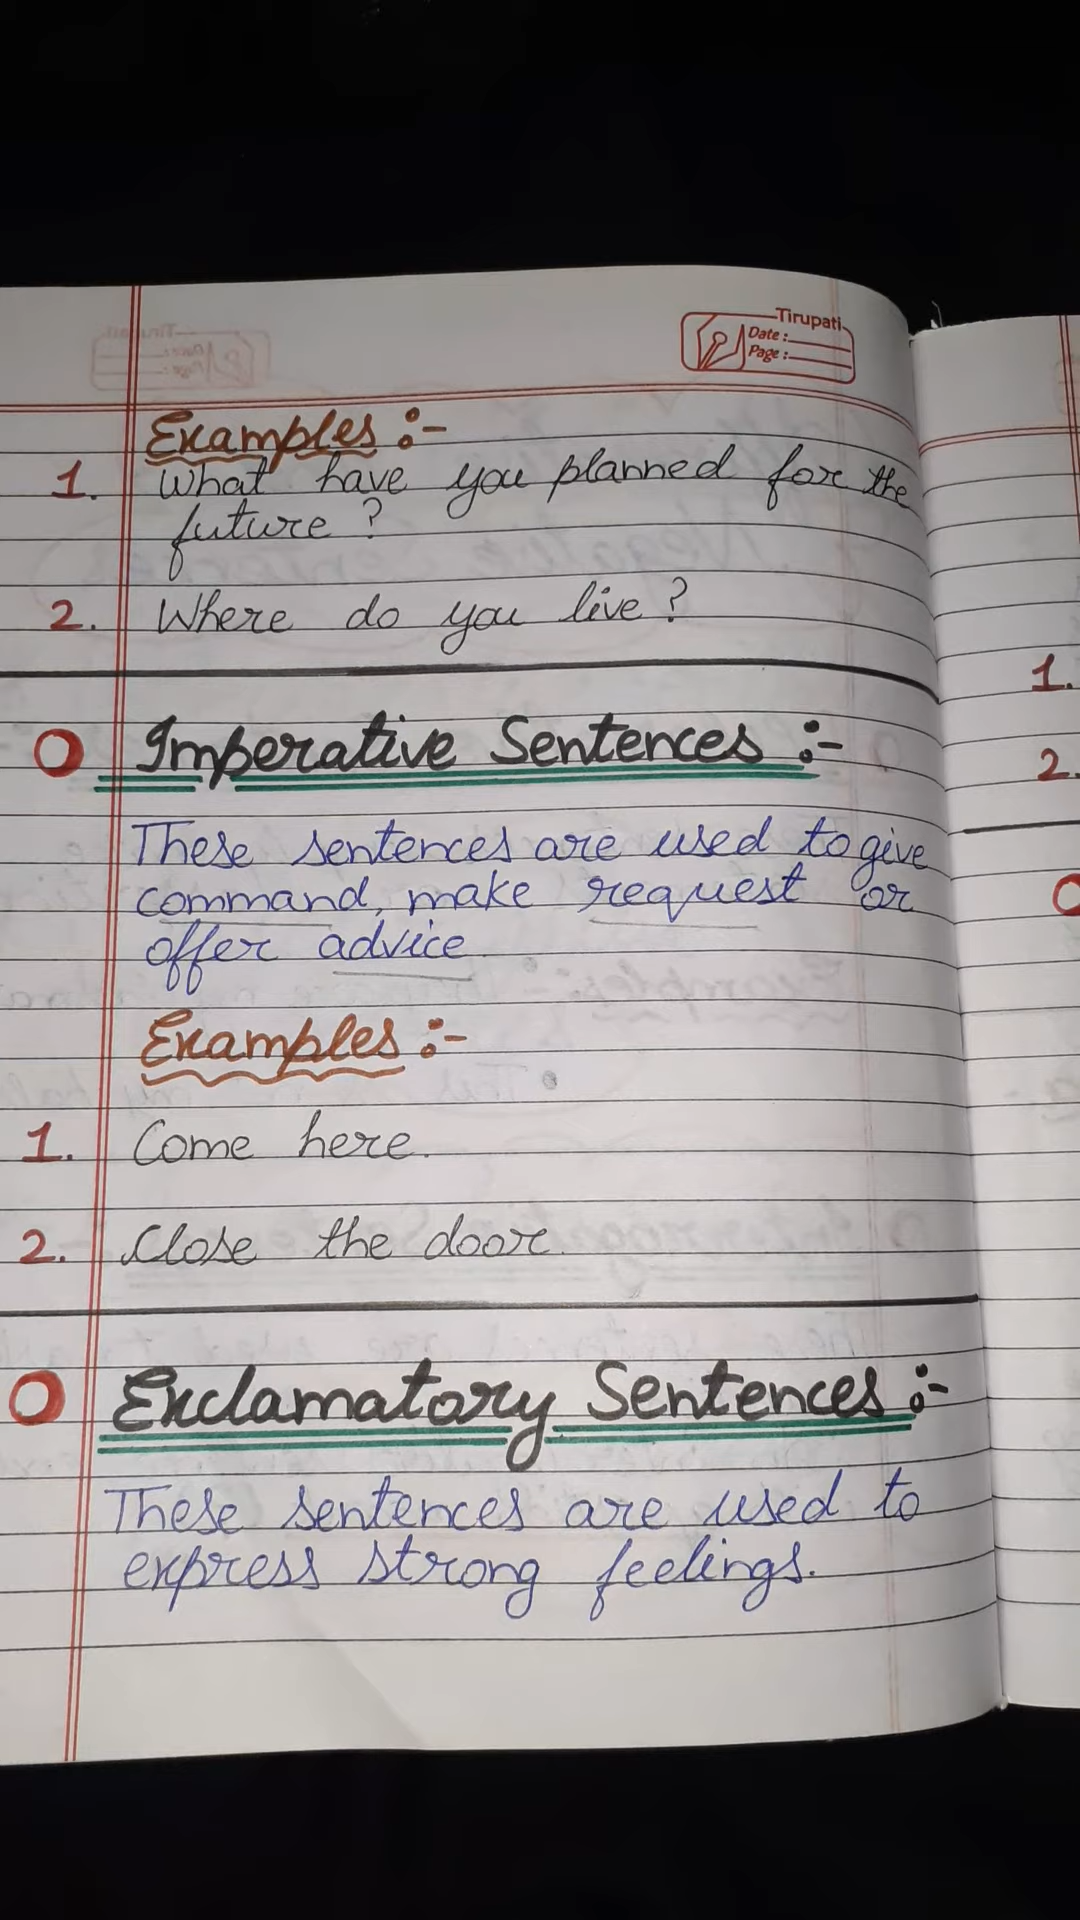 Tirupati
Date :
Page :
Examples :-
1. What have you planned for the
future ?
2. Where do you live ?
Imperative Sentences :-
These sentences are used to give
command, make request or
offer advice
Examples :-
1. Come here.
2. Close the door.
Exclamatory Sentences :-
These sentences are used to
express strong feelings.
1.
2.